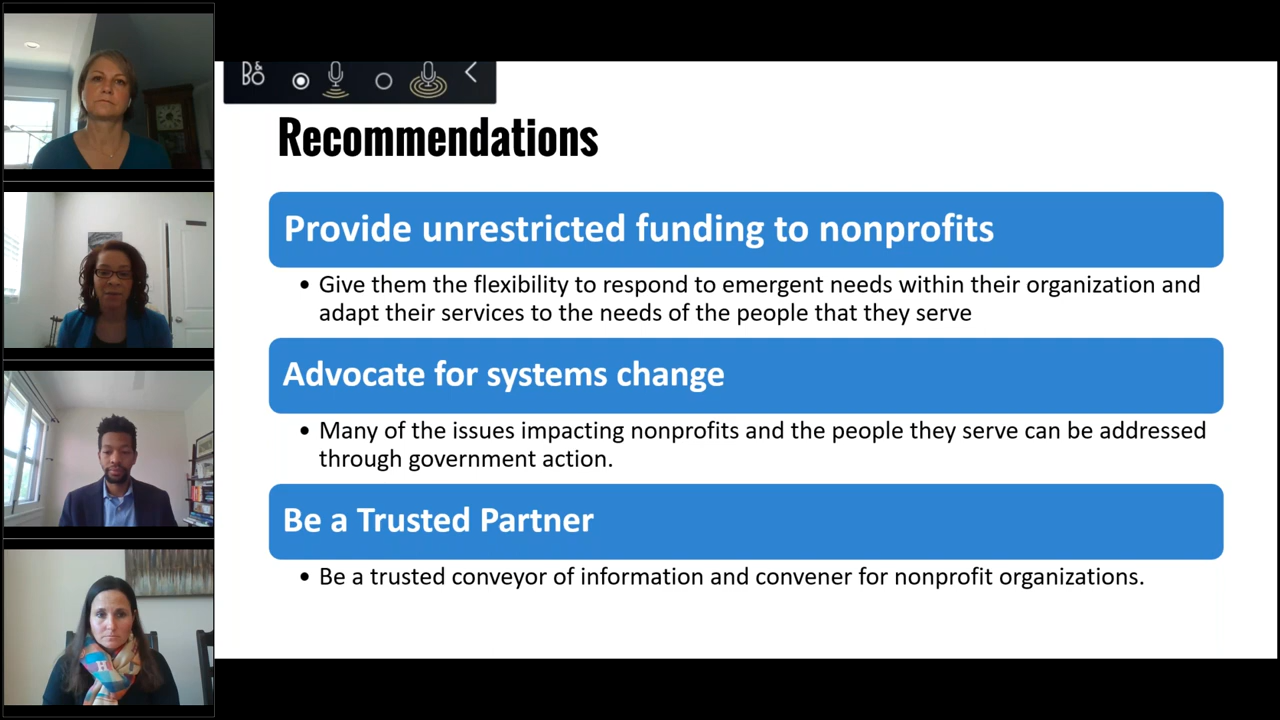 B&
BO
Recommendations
Provide unrestricted funding to nonprofits
• Give them the flexibility to respond to emergent needs within their organization and
adapt their services to the needs of the people that they serve
Advocate for systems change
• Many of the issues impacting nonprofits and the people they serve can be addressed
through government action.
Be a Trusted Partner
• Be a trusted conveyor of information and convener for nonprofit organizations.
H